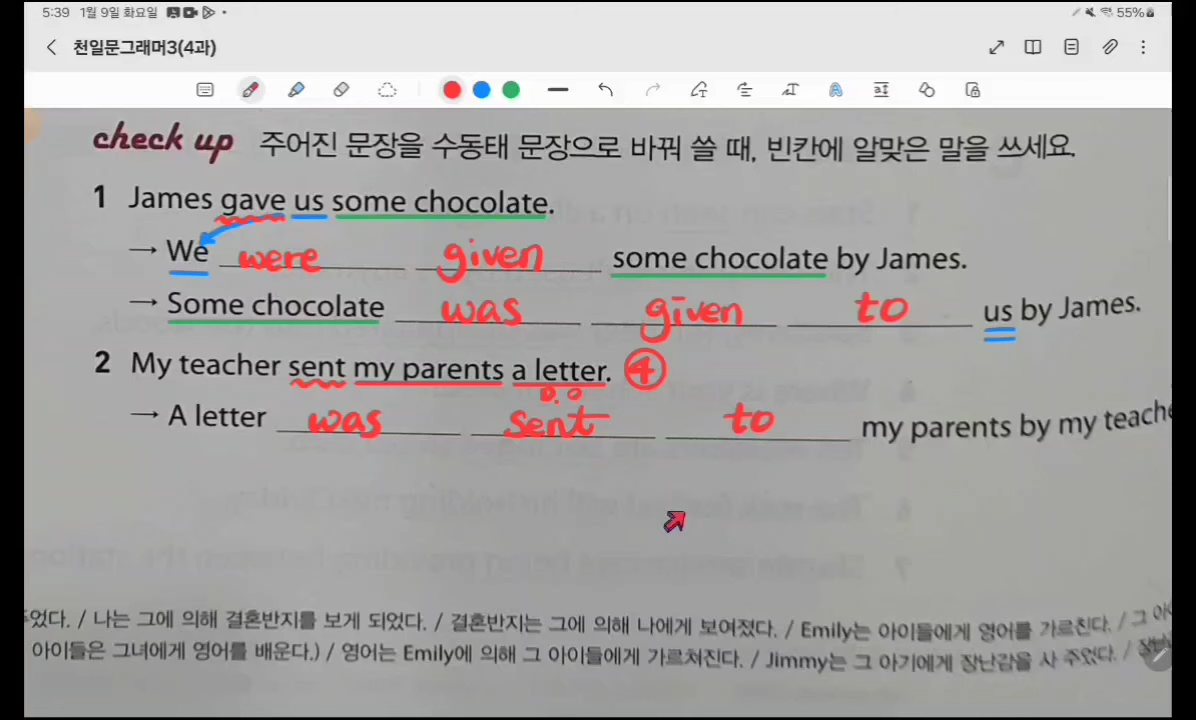 5:39 1월 9일 화요일 55%
천일문그래머3(4과)
check up 주어진 문장을 수동태 문장으로 바꿔 쓸 때, 빈칸에 알맞은 말을 쓰세요.
1 James gave us some chocolate.
→ We were given some chocolate by James.
→ Some chocolate was given to us by James.
2 My teacher sent my parents a letter. ④
D.O
→ A letter was sent to my parents by my teache
었다. / 나는 그에 의해 결혼반지를 보게 되었다. / 결혼반지는 그에 의해 나에게 보여졌다. / Emily는 아이들에게 영어를 가르친다. / 그
아이들은 그녀에게 영어를 배운다.) / 영어는 Emily에 의해 그 아이들에게 가르쳐진다. / Jimmy는 그 아기에게 장난감을 사 주었다. /